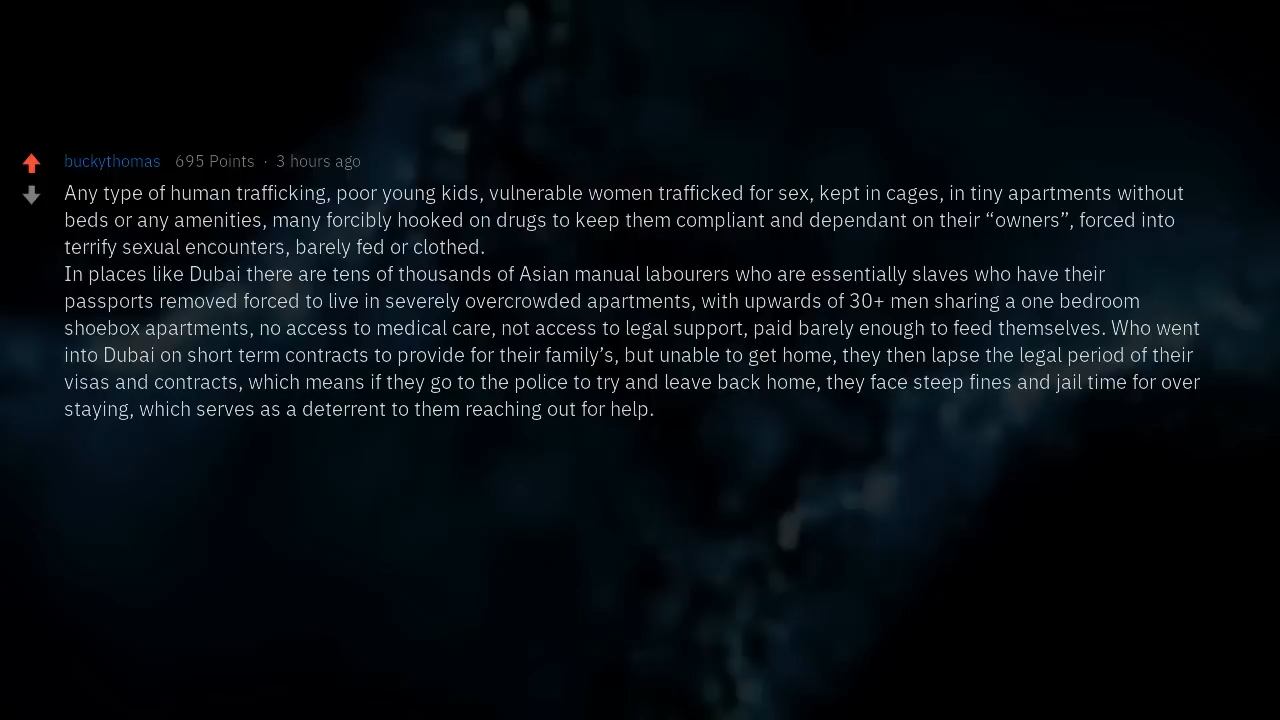 buckythomas 695 Points · 3 hours ago
Any type of human trafficking, poor young kids, vulnerable women trafficked for sex, kept in cages, in tiny apartments without
beds or any amenities, many forcibly hooked on drugs to keep them compliant and dependant on their “owners”, forced into
terrify sexual encounters, barely fed or clothed.
In places like Dubai there are tens of thousands of Asian manual labourers who are essentially slaves who have their
passports removed forced to live in severely overcrowded apartments, with upwards of 30+ men sharing a one bedroom
shoebox apartments, no access to medical care, not access to legal support, paid barely enough to feed themselves. Who went
into Dubai on short term contracts to provide for their family’s, but unable to get home, they then lapse the legal period of their
visas and contracts, which means if they go to the police to try and leave back home, they face steep fines and jail time for over
staying, which serves as a deterrent to them reaching out for help.